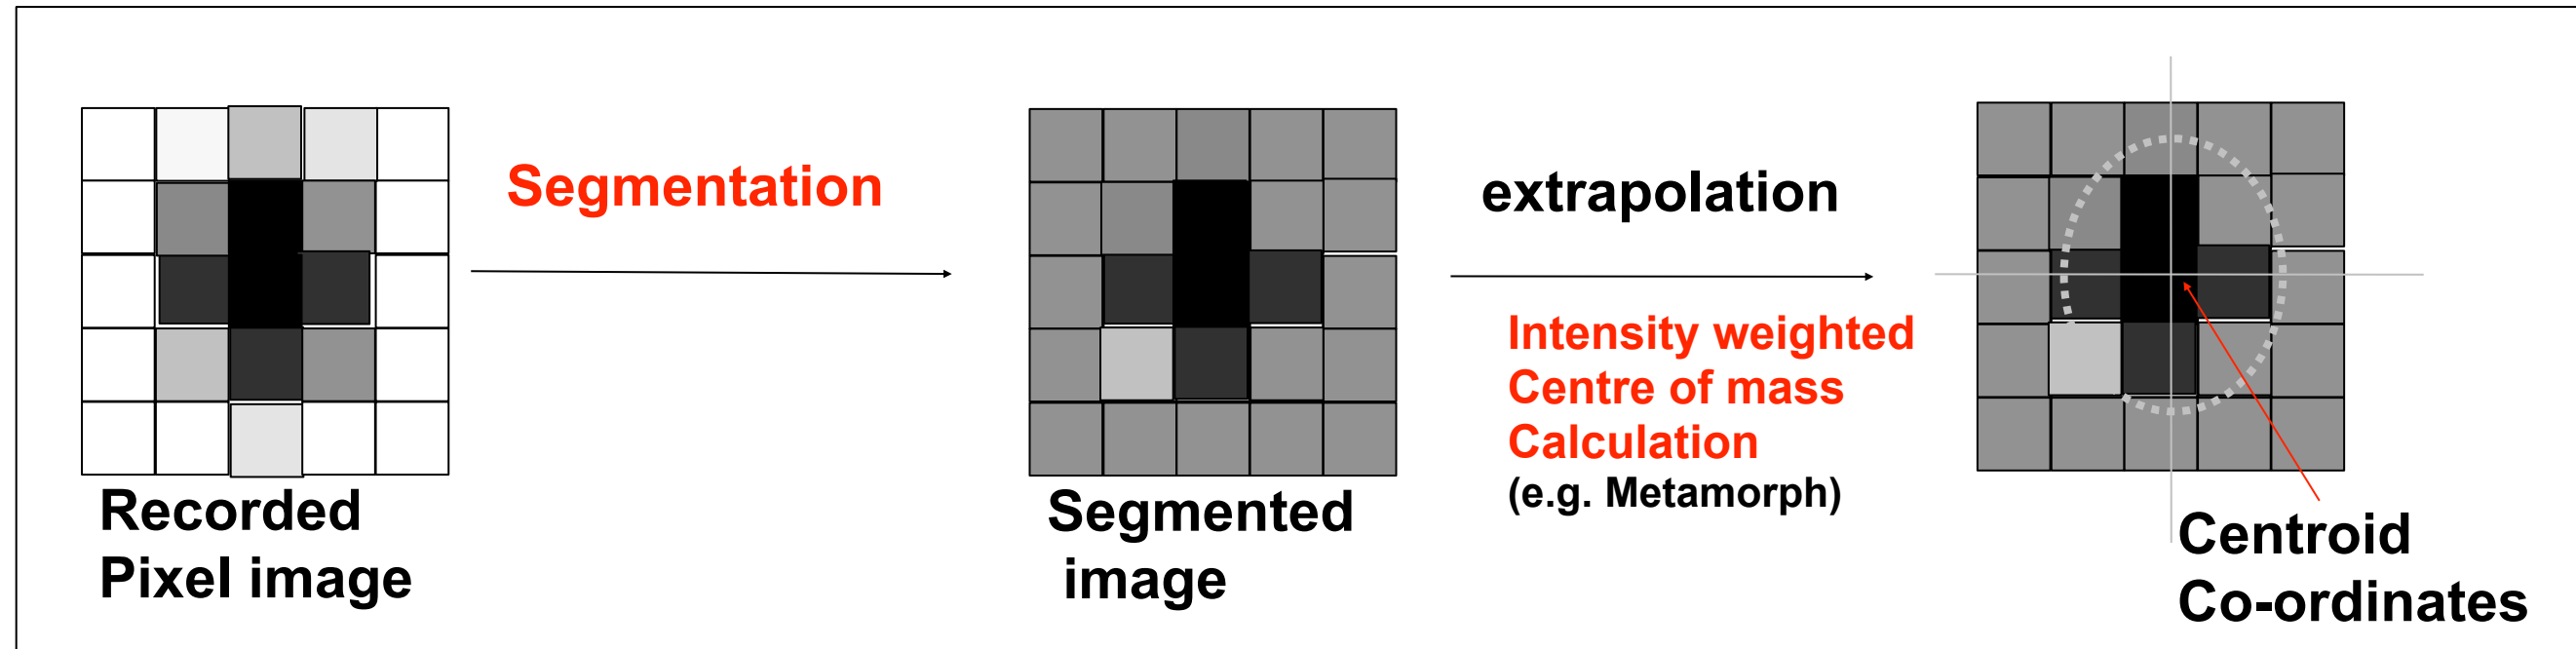 Segmentation
extrapolation
Intensity weighted
Centre of mass
Calculation
(e.g. Metamorph)
Recorded
Pixel image
Segmented
image
Centroid
Co-ordinates